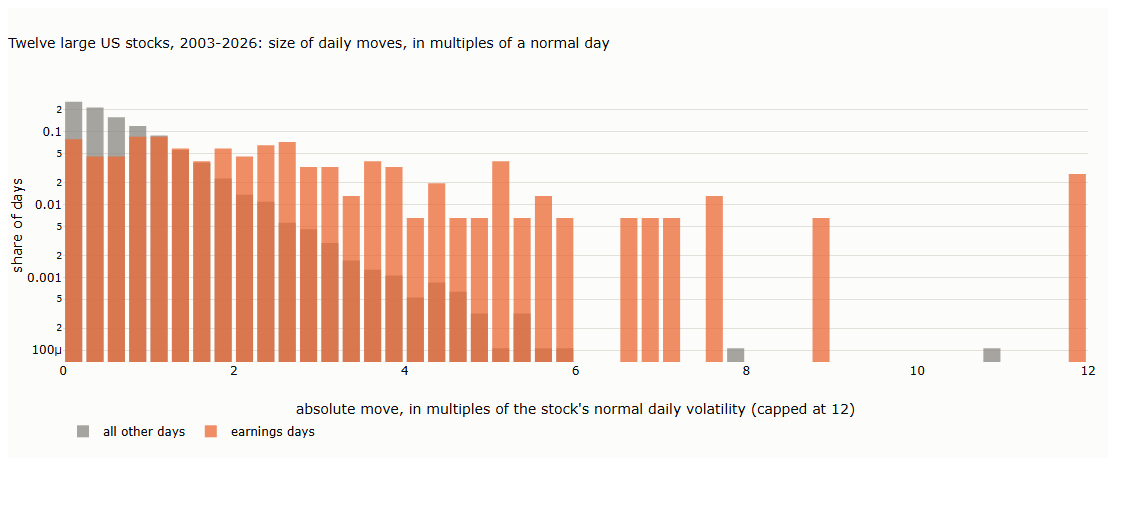 Twelve large US stocks, 2003-2026: size of daily moves, in multiples of a normal day
share of days
2
0.1
5
2
0.01
5
2
0.001
5
2
100μ
0 2 4 6 8 10 12
absolute move, in multiples of the stock's normal daily volatility (capped at 12)
all other days earnings days